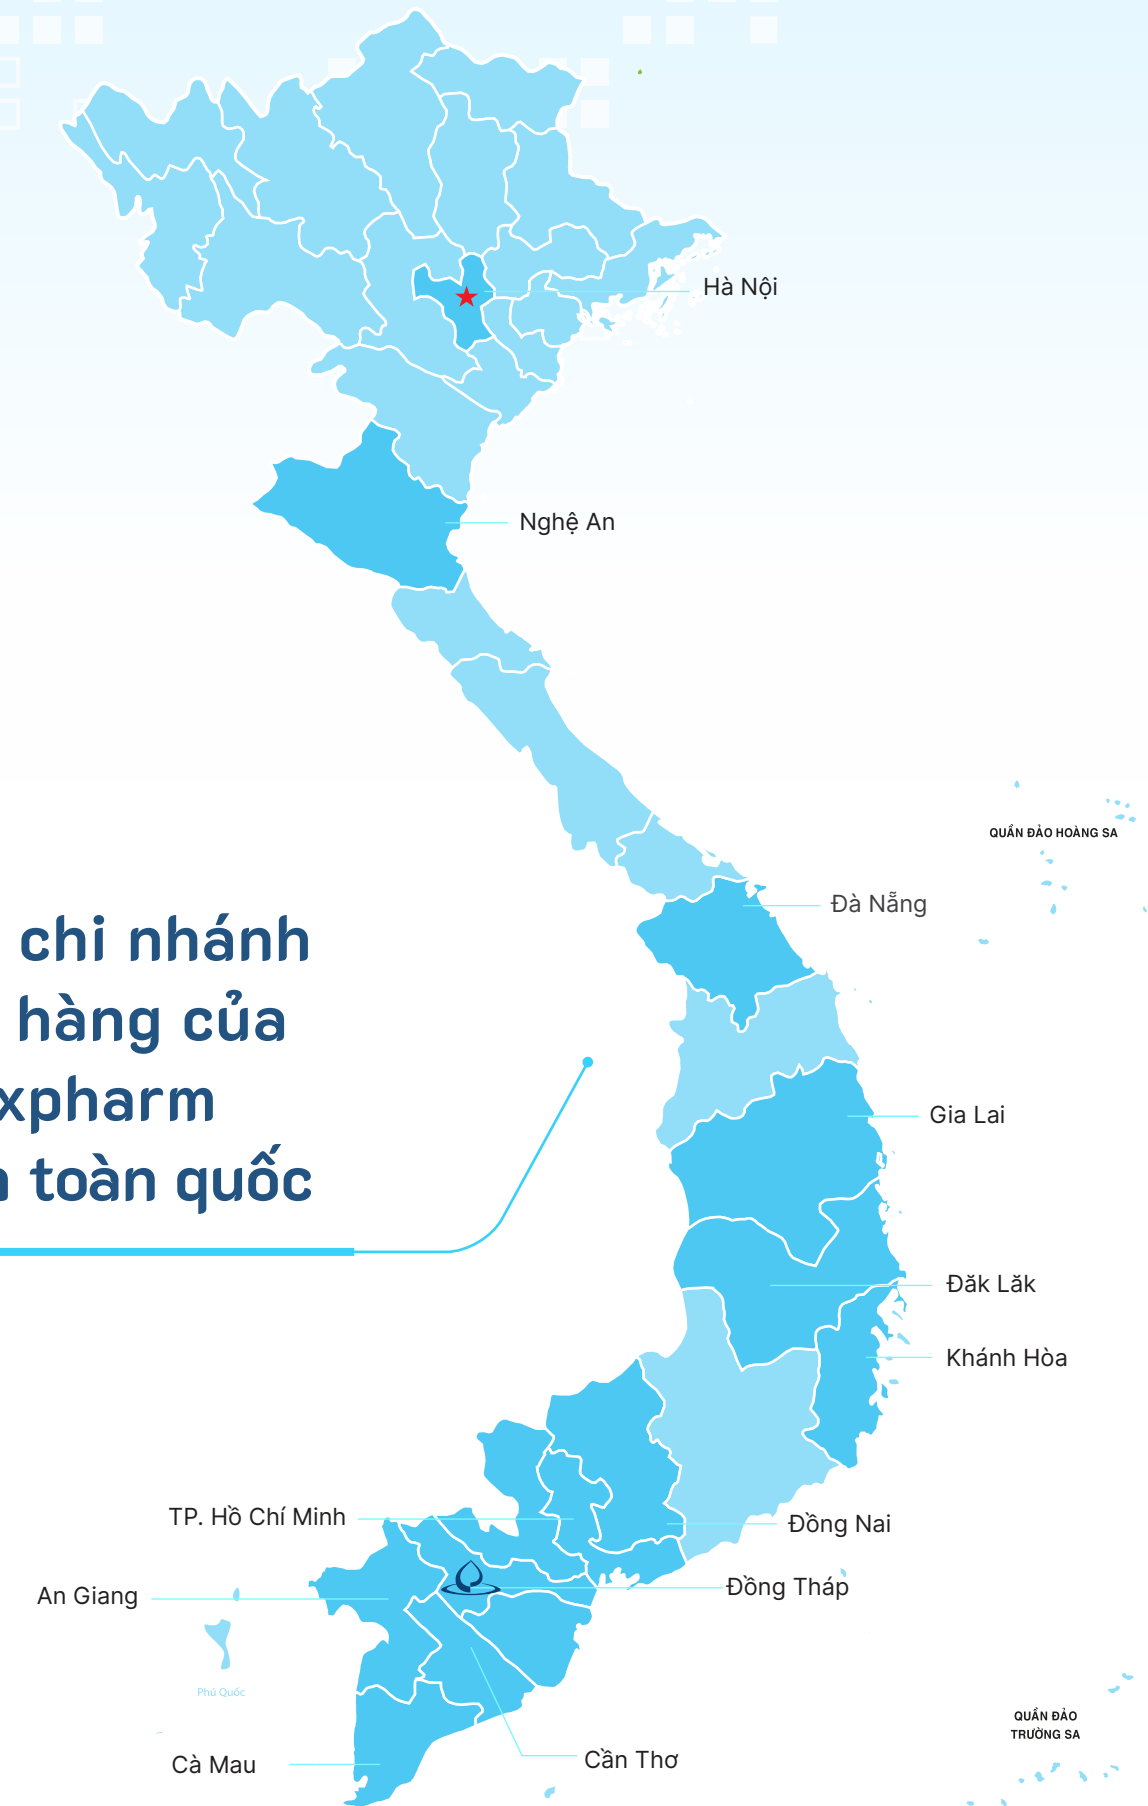 Hà Nội
Nghệ An
QUẦN ĐẢO HOÀNG SA
Đà Nẵng
chi nhánh
hàng của
xpharm
toàn quốc
Gia Lai
Đăk Lăk
Khánh Hòa
TP. Hồ Chí Minh
Đồng Nai
Đồng Tháp
An Giang
Phú Quốc
QUẦN ĐẢO
TRƯỜNG SA
Cà Mau
Cần Thơ